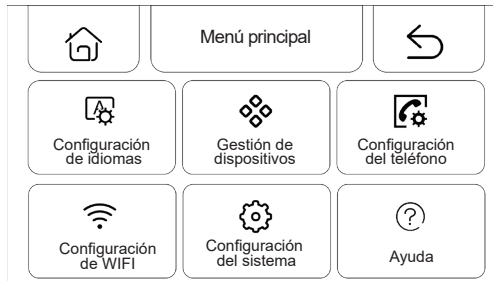 Menú principal
Configuración
de idiomas
Gestión de
dispositivos
Configuración
del teléfono
Configuración
de WIFI
Configuración
del sistema
Ayuda